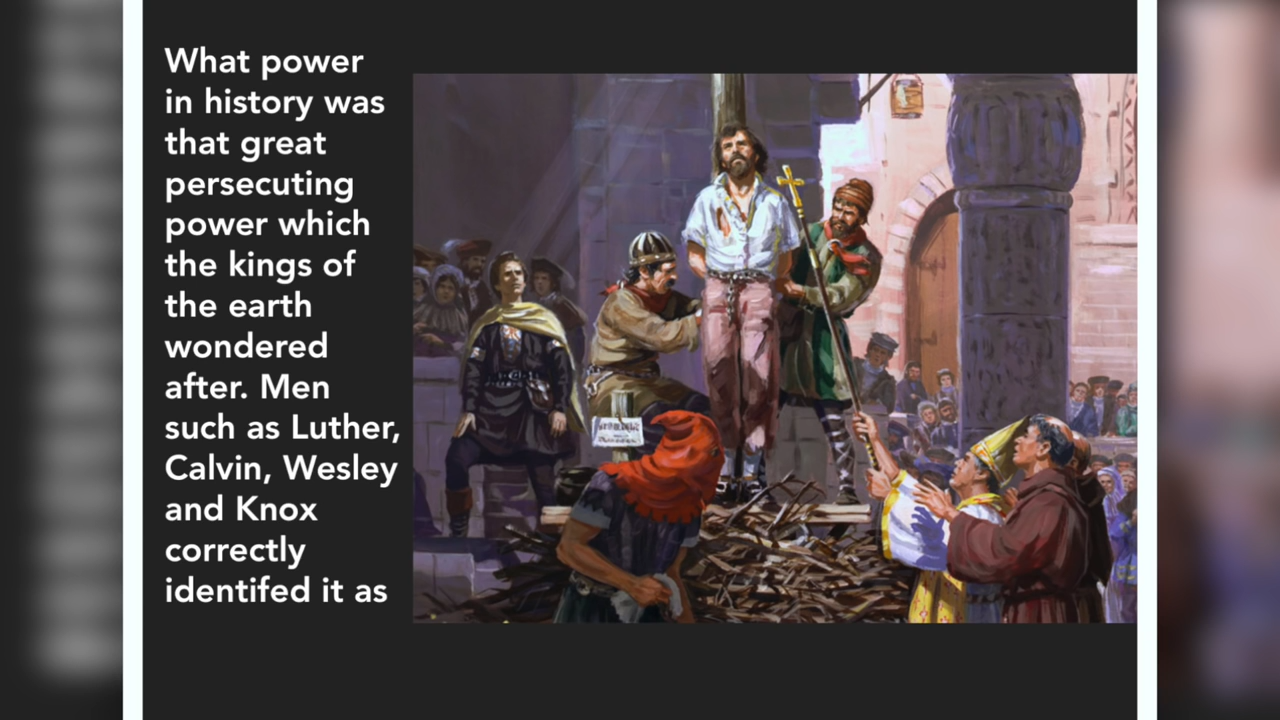 What power
in history was
that great
persecuting
power which
the kings of
the earth
wondered
after. Men
such as Luther,
Calvin, Wesley
and Knox
correctly
identifed it as